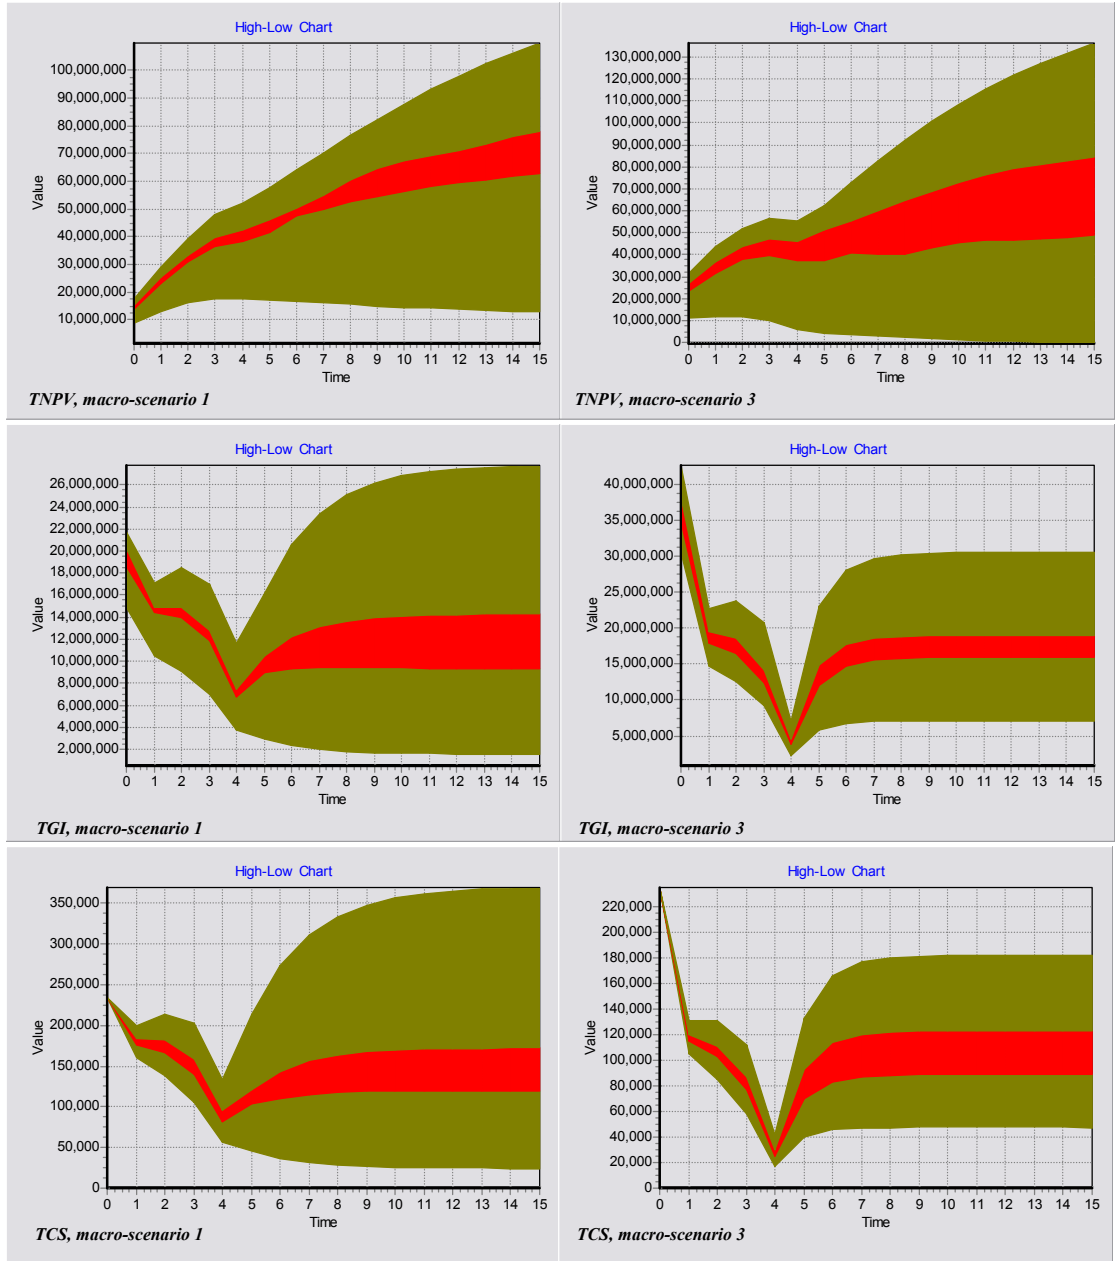 High-Low Chart
100,000,000
90,000,000
80,000,000
70,000,000
60,000,000
50,000,000
40,000,000
30,000,000
20,000,000
10,000,000
Value
0 1 2 3 4 5 6 7 8 9 10 11 12 13 14 15
Time
TNPV, macro-scenario 1
High-Low Chart
130,000,000
120,000,000
110,000,000
100,000,000
90,000,000
80,000,000
70,000,000
60,000,000
50,000,000
40,000,000
30,000,000
20,000,000
10,000,000
0
Value
0 1 2 3 4 5 6 7 8 9 10 11 12 13 14 15
Time
TNPV, macro-scenario 3
High-Low Chart
26,000,000
24,000,000
22,000,000
20,000,000
18,000,000
16,000,000
14,000,000
12,000,000
10,000,000
8,000,000
6,000,000
4,000,000
2,000,000
Value
0 1 2 3 4 5 6 7 8 9 10 11 12 13 14 15
Time
TGI, macro-scenario 1
High-Low Chart
40,000,000
35,000,000
30,000,000
25,000,000
20,000,000
15,000,000
10,000,000
5,000,000
Value
0 1 2 3 4 5 6 7 8 9 10 11 12 13 14 15
Time
TGI, macro-scenario 3
High-Low Chart
350,000
300,000
250,000
200,000
150,000
100,000
50,000
0
Value
0 1 2 3 4 5 6 7 8 9 10 11 12 13 14 15
Time
TCS, macro-scenario 1
High-Low Chart
220,000
200,000
180,000
160,000
140,000
120,000
100,000
80,000
60,000
40,000
20,000
0
Value
0 1 2 3 4 5 6 7 8 9 10 11 12 13 14 15
Time
TCS, macro-scenario 3